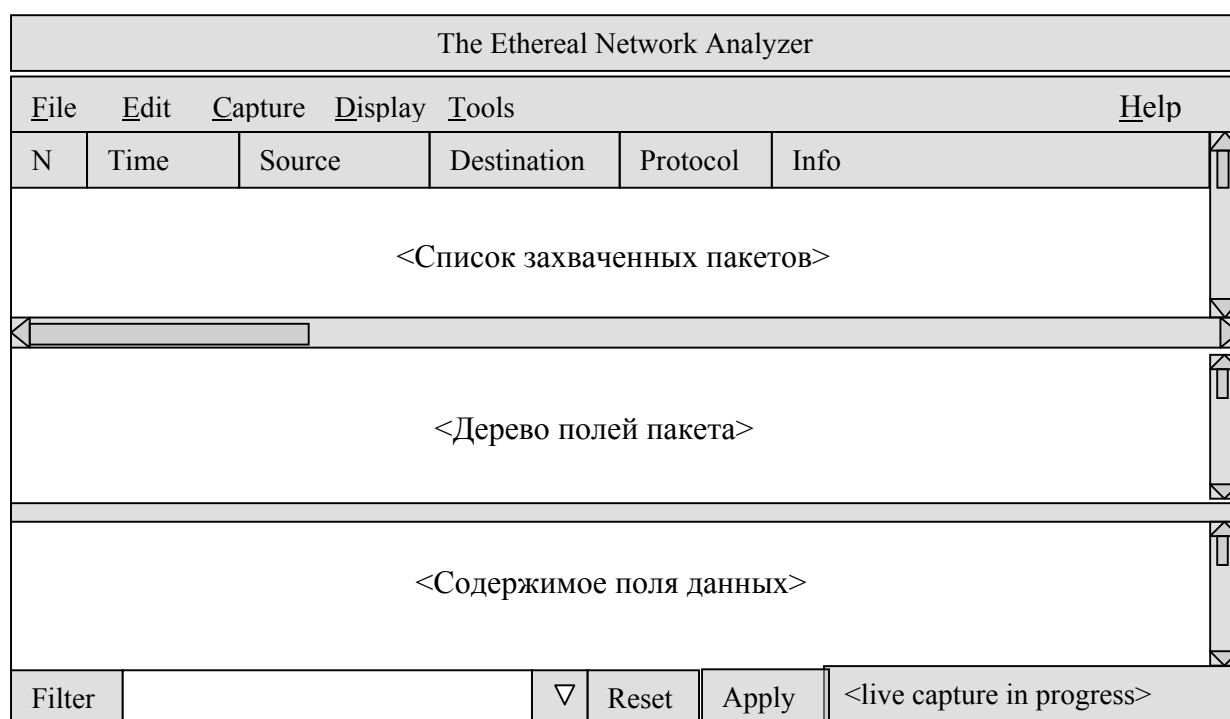 The Ethereal Network Analyzer
File Edit Capture Display Tools Help
N Time Source Destination Protocol Info
<Список захваченных пакетов>
<Дерево полей пакета>
<Содержимое поля данных>
Filter Reset Apply <live capture in progress>